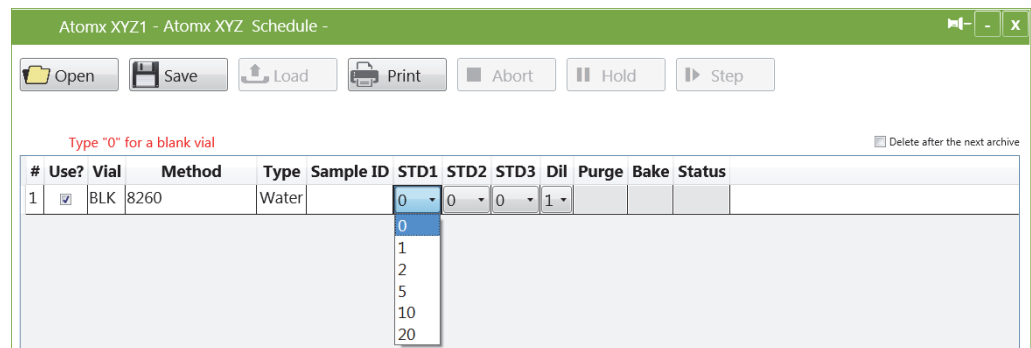 Atomx XYZ1 - Atomx XYZ Schedule -
Open Save Load Print Abort Hold Step
Type "0" for a blank vial
Delete after the next archive
# Use? Vial Method Type Sample ID STD1 STD2 STD3 Dil Purge Bake Status
1 BLK 8260 Water 0 0 0 1
0
1
2
5
10
20